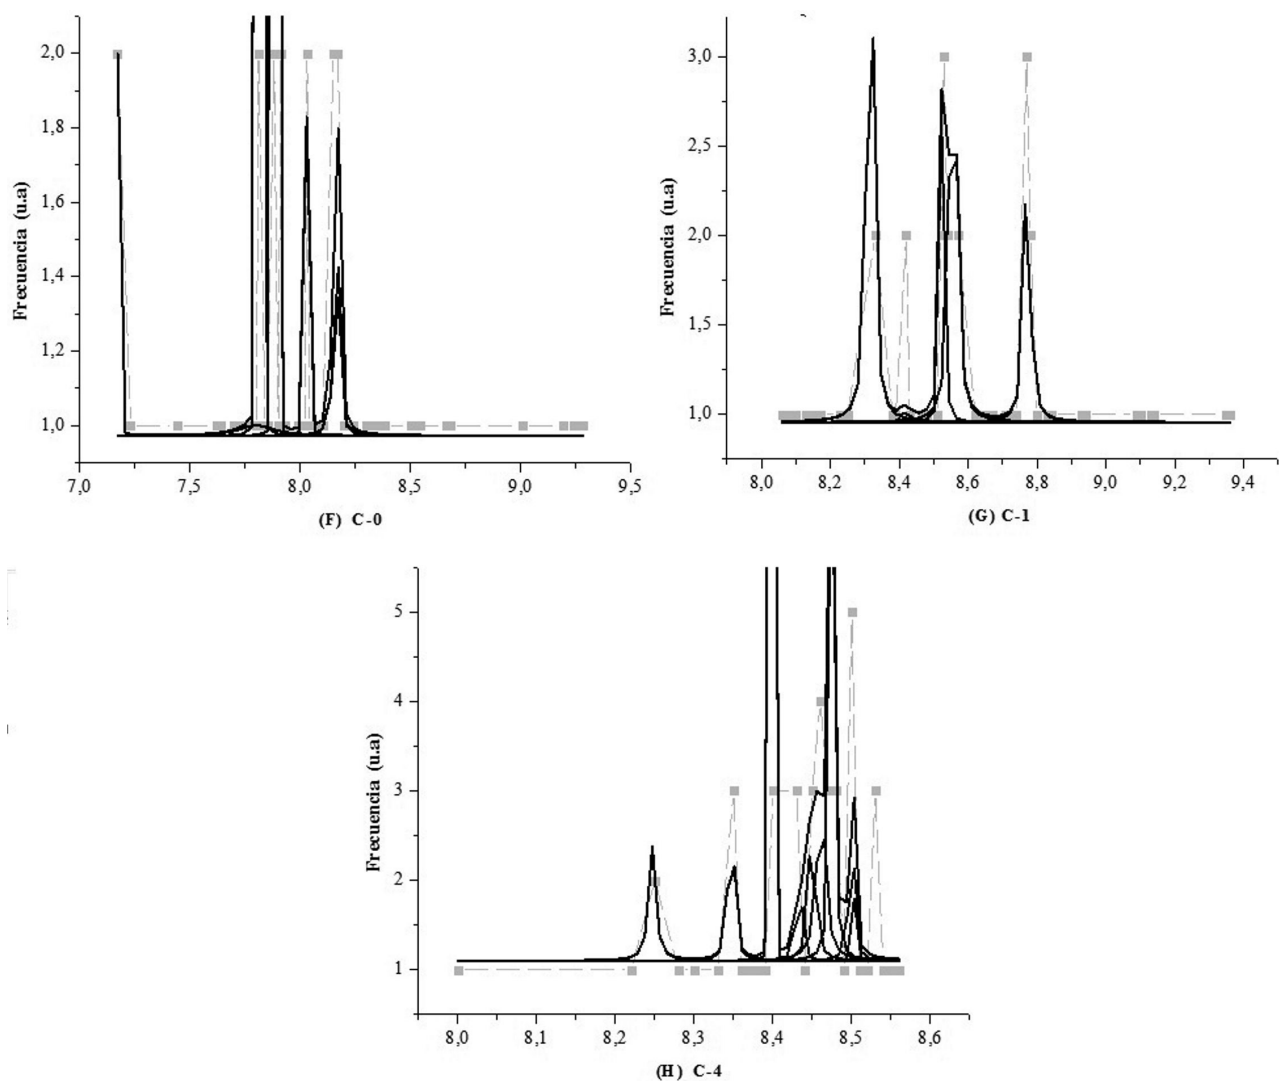 2,0
1,8
1,6
1,4
1,2
1,0
Frecuencia (u.a)
7,0 7,5 8,0 8,5 9,0 9,5
(F) C-0
3,0
2,5
2,0
1,5
1,0
Frecuencia (u.a)
8,0 8,2 8,4 8,6 8,8 9,0 9,2 9,4
(G) C-1
5
4
3
2
1
Frecuencia (u.a)
8,0 8,1 8,2 8,3 8,4 8,5 8,6
(H) C-4